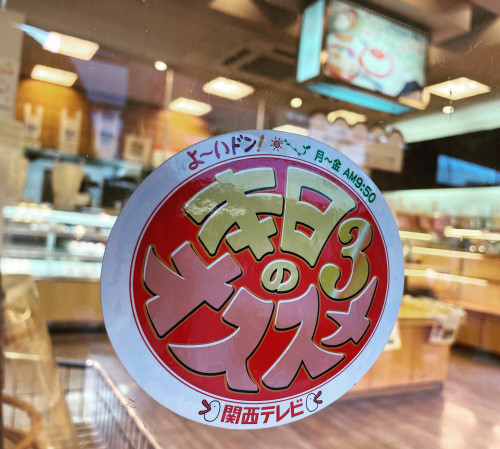 よ〜いドン！
月〜金 AM9:50
本日
の
オススメ
3
関西テレビ